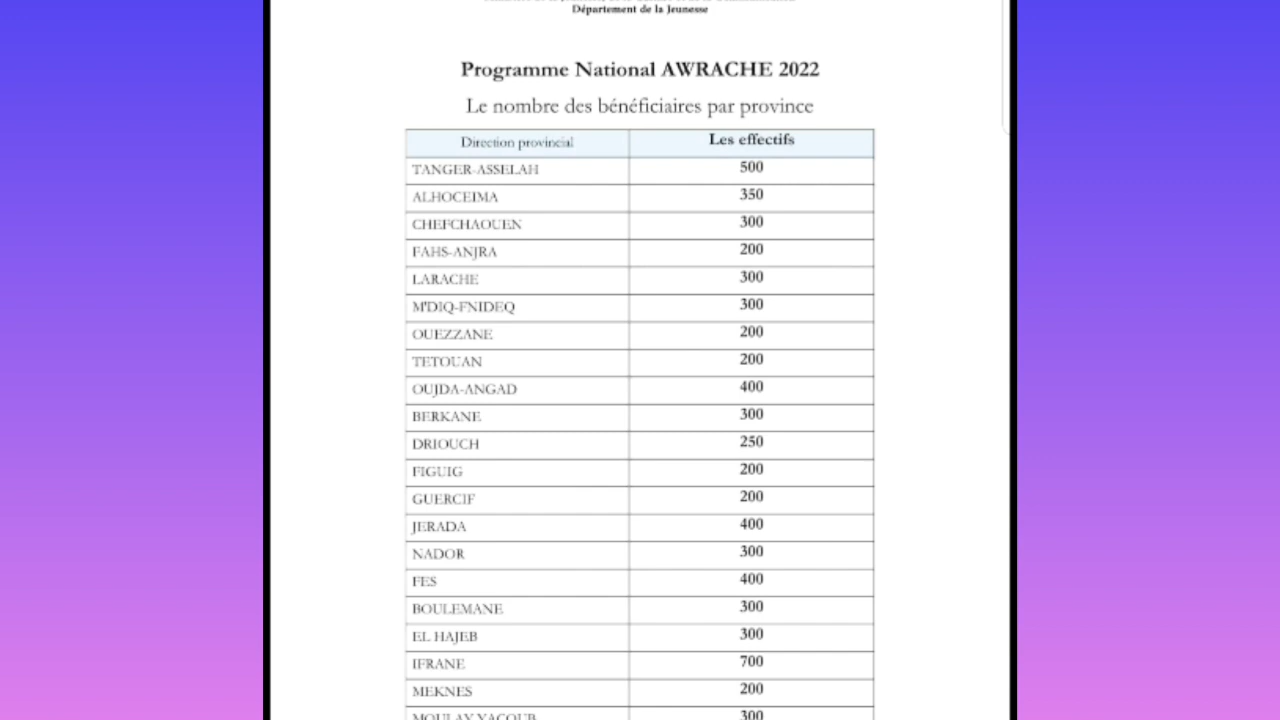 Département de la Jeunesse
Programme National AWRACHE 2022
Le nombre des bénéficiaires par province
Direction provincial Les effectifs
TANGER-ASSELAH 500
ALHOCEIMA 350
CHEFCHAOUEN 300
FAHS-ANJRA 200
LARACHE 300
M'DIQ-FNIDEQ 300
OUEZZANE 200
TETOUAN 200
OUJDA-ANGAD 400
BERKANE 300
DRIOUCH 250
FIGUIG 200
GUERCIF 200
JERADA 400
NADOR 300
FES 400
BOULEMANE 300
EL HAJEB 300
IFRANE 700
MEKNES 200
MOULAY YACOUB 300